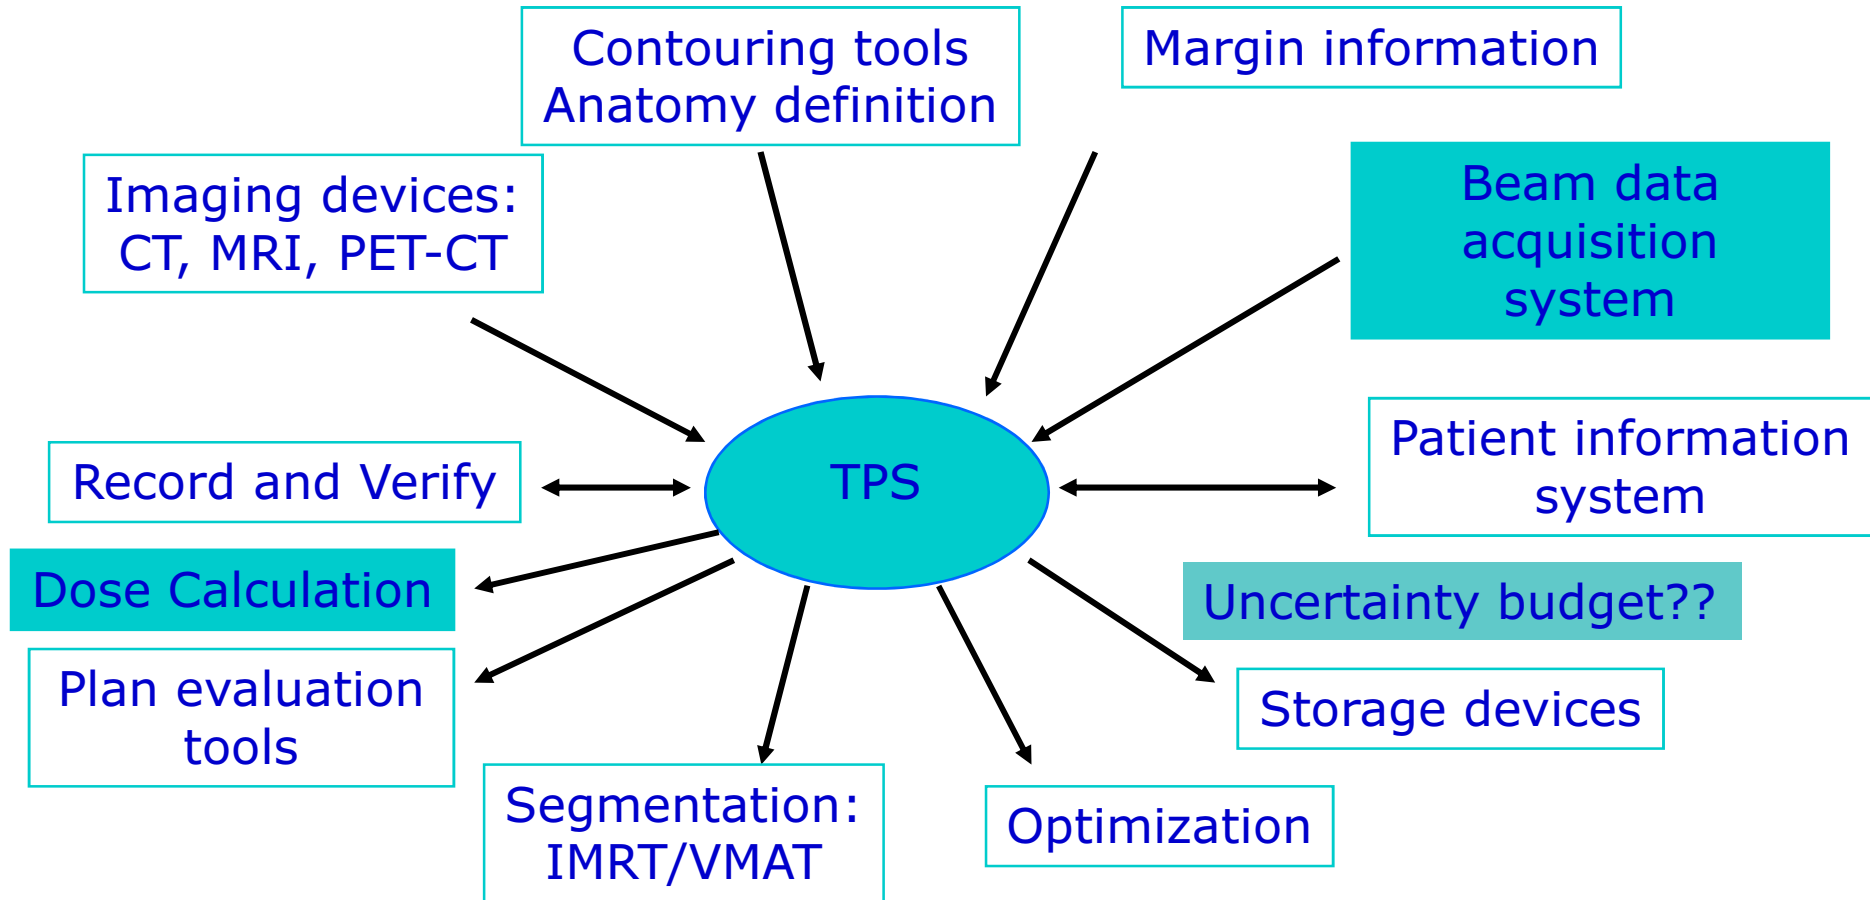 Contouring tools
Anatomy definition
Margin information
Imaging devices:
CT, MRI, PET-CT
Beam data
acquisition
system
Record and Verify
TPS
Patient information
system
Dose Calculation
Uncertainty budget??
Plan evaluation
tools
Storage devices
Segmentation:
IMRT/VMAT
Optimization